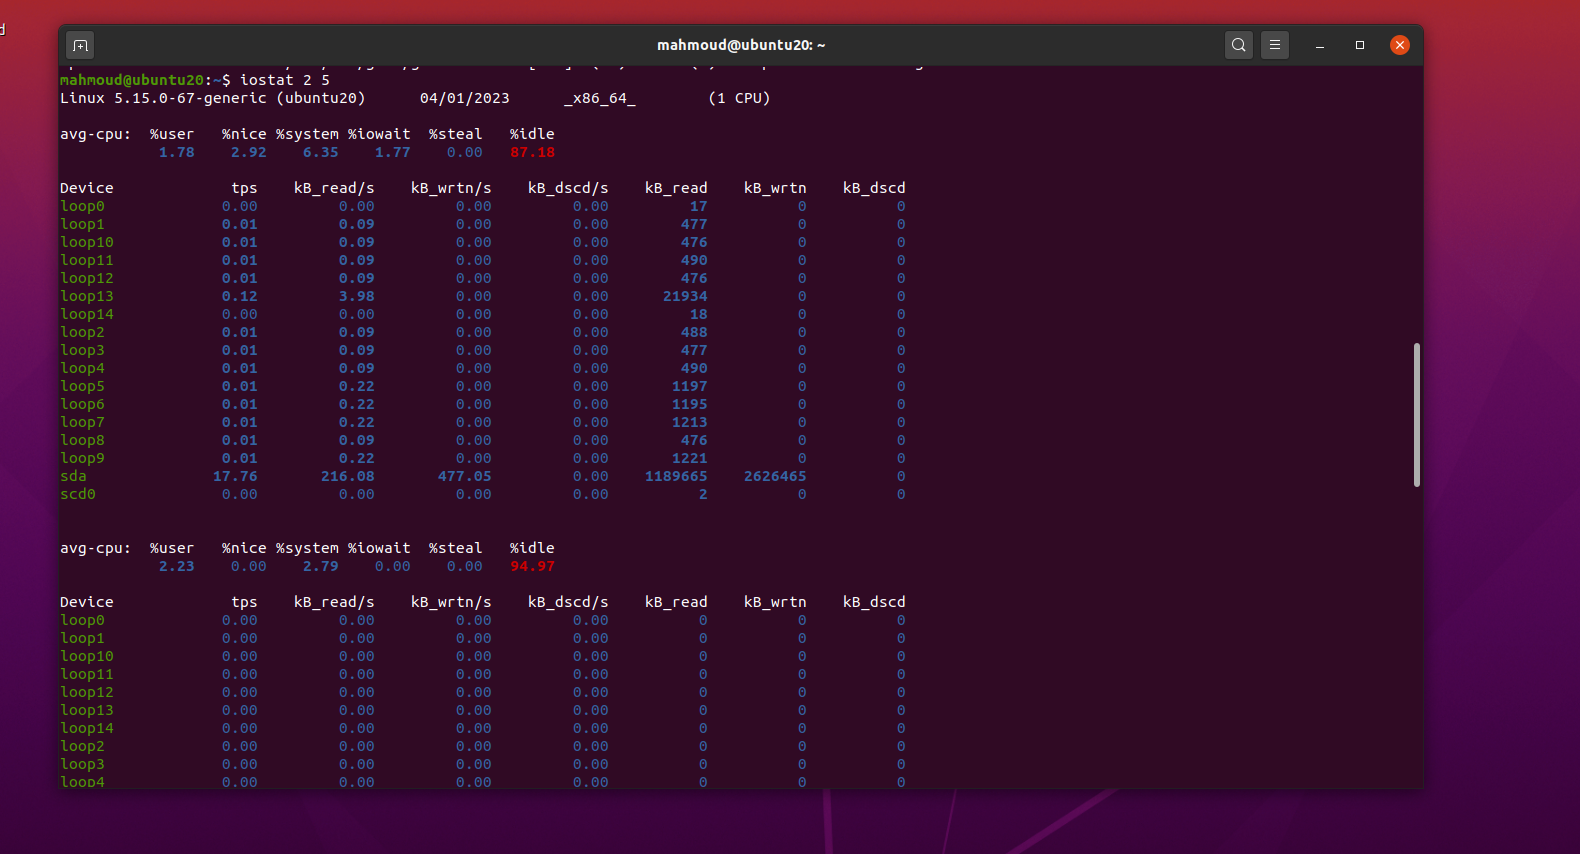 d
mahmoud@ubuntu20: ~
mahmoud@ubuntu20:~$ iostat 2 5
Linux 5.15.0-67-generic (ubuntu20) 04/01/2023 _x86_64_ (1 CPU)
avg-cpu: %user %nice %system %iowait %steal %idle
1.78 2.92 6.35 1.77 0.00 87.18
Device tps kB_read/s kB_wrtn/s kB_dscd/s kB_read kB_wrtn kB_dscd
loop0 0.00 0.00 0.00 0.00 17 0 0
loop1 0.01 0.09 0.00 0.00 477 0 0
loop10 0.01 0.09 0.00 0.00 476 0 0
loop11 0.01 0.09 0.00 0.00 490 0 0
loop12 0.01 0.09 0.00 0.00 476 0 0
loop13 0.12 3.98 0.00 0.00 21934 0 0
loop14 0.00 0.00 0.00 0.00 18 0 0
loop2 0.01 0.09 0.00 0.00 488 0 0
loop3 0.01 0.09 0.00 0.00 477 0 0
loop4 0.01 0.09 0.00 0.00 490 0 0
loop5 0.01 0.22 0.00 0.00 1197 0 0
loop6 0.01 0.22 0.00 0.00 1195 0 0
loop7 0.01 0.22 0.00 0.00 1213 0 0
loop8 0.01 0.09 0.00 0.00 476 0 0
loop9 0.01 0.22 0.00 0.00 1221 0 0
sda 17.76 216.08 477.05 0.00 1189665 2626465 0
scd0 0.00 0.00 0.00 0.00 2 0 0
avg-cpu: %user %nice %system %iowait %steal %idle
2.23 0.00 2.79 0.00 0.00 94.97
Device tps kB_read/s kB_wrtn/s kB_dscd/s kB_read kB_wrtn kB_dscd
loop0 0.00 0.00 0.00 0.00 0 0 0
loop1 0.00 0.00 0.00 0.00 0 0 0
loop10 0.00 0.00 0.00 0.00 0 0 0
loop11 0.00 0.00 0.00 0.00 0 0 0
loop12 0.00 0.00 0.00 0.00 0 0 0
loop13 0.00 0.00 0.00 0.00 0 0 0
loop14 0.00 0.00 0.00 0.00 0 0 0
loop2 0.00 0.00 0.00 0.00 0 0 0
loop3 0.00 0.00 0.00 0.00 0 0 0
loop4 0.00 0.00 0.00 0.00 0 0 0